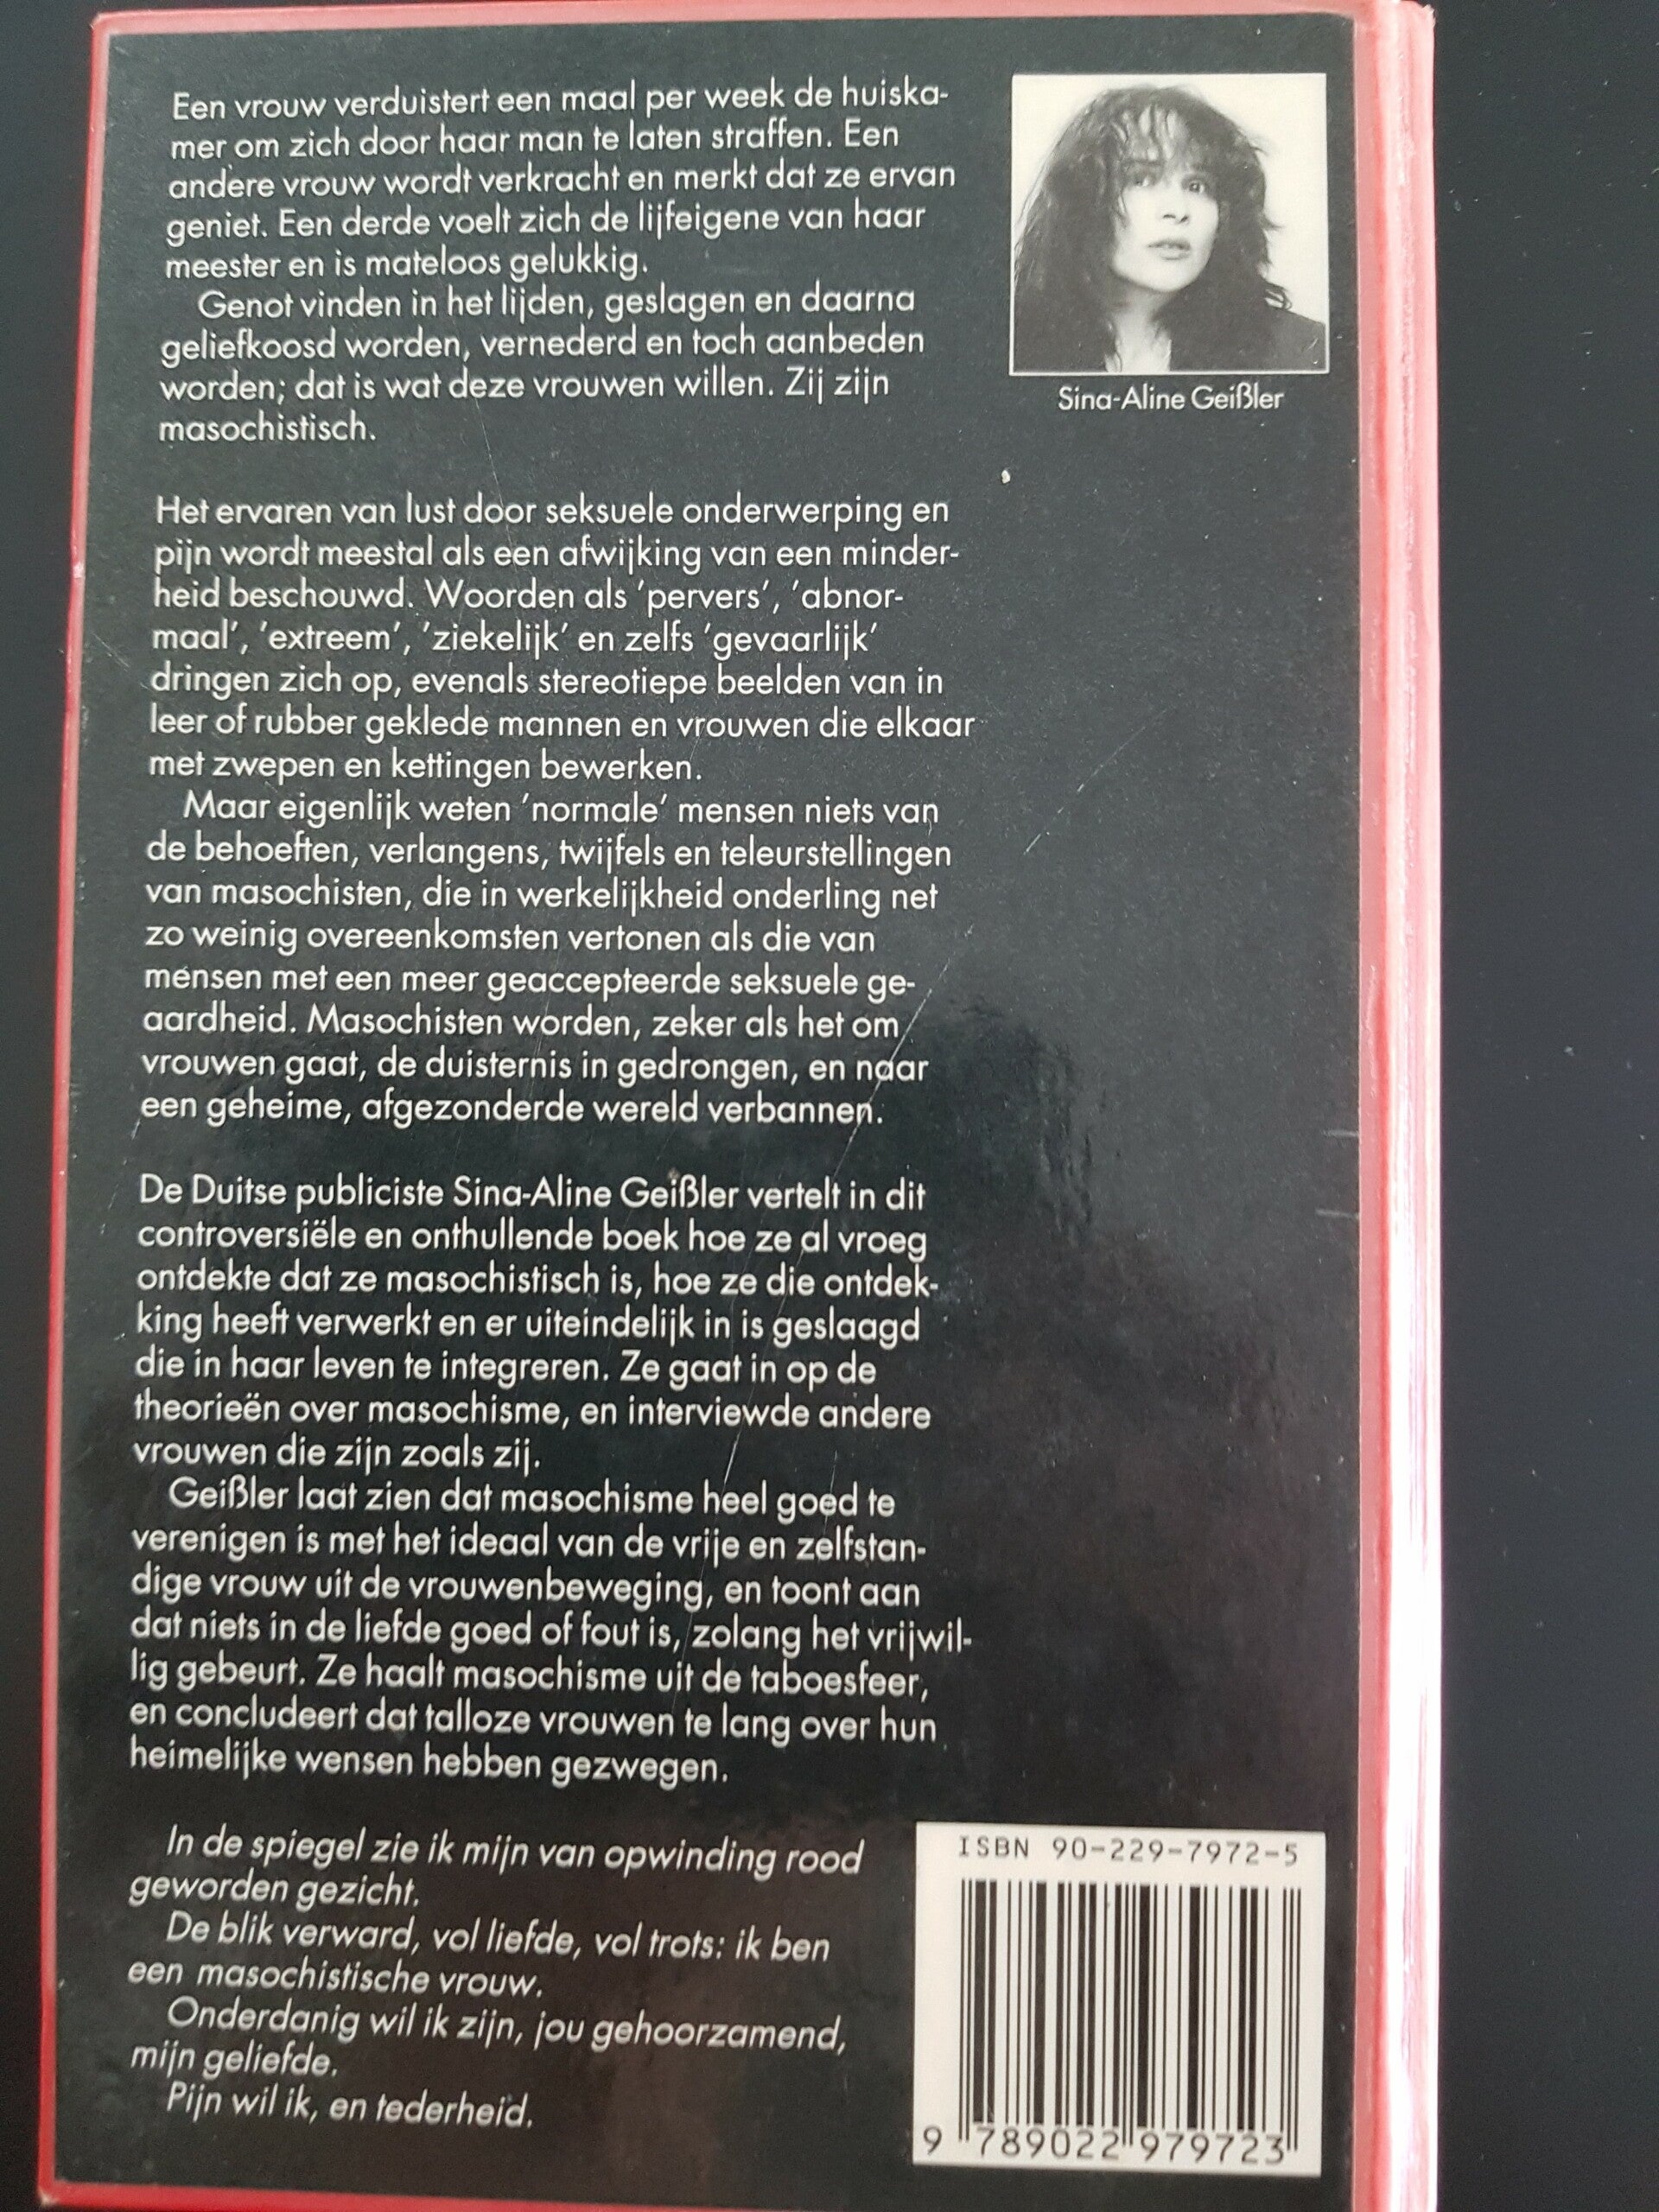 Een vrouw verduistert een maal per week de huiska-
mer om zich door haar man te laten straffen. Een
andere vrouw wordt verkracht en merkt dat ze ervan
geniet. Een derde voelt zich de lijfeigene van haar
meester en is mateloos gelukkig.
Genot vinden in het lijden, geslagen en daarna
geliefkoosd worden, vernederd en toch aanbeden
worden; dat is wat deze vrouwen willen. Zij zijn
masochistisch.
Sina-Aline Geißler
Het ervaren van lust door seksuele onderwerping en
pijn wordt meestal als een afwijking van een minder-
heid beschouwd. Woorden als 'pervers', 'abnor-
maal', 'extreem', 'ziekelijk' en zelfs 'gevaarlijk'
dringen zich op, evenals stereotiepe beelden van in
leer of rubber geklede mannen en vrouwen die elkaar
met zwepen en kettingen bewerken.
Maar eigenlijk weten 'normale' mensen niets van
de behoeften, verlangens, twijfels en teleurstellingen
van masochisten, die in werkelijkheid onderling net
zo weinig overeenkomsten vertonen als die van
mensen met een meer geaccepteerde seksuele ge-
aardheid. Masochisten worden, zeker als het om
vrouwen gaat, de duisternis in gedrongen, en naar
een geheime, afgezonderde wereld verbannen.
De Duitse publiciste Sina-Aline Geißler vertelt in dit
controversiële en onthullende boek hoe ze al vroeg
ontdekte dat ze masochistisch is, hoe ze die ontdek-
king heeft verwerkt en er uiteindelijk in is geslaagd
die in haar leven te integreren. Ze gaat in op de
theorieën over masochisme, en interviewde andere
vrouwen die zijn zoals zij.
Geißler laat zien dat masochisme heel goed te
verenigen is met het ideaal van de vrije en zelfstan-
dige vrouw uit de vrouwenbeweging, en toont aan
dat niets in de liefde goed of fout is, zolang het vrijwil-
lig gebeurt. Ze haalt masochisme uit de taboesfeer,
en concludeert dat talloze vrouwen te lang over hun
heimelijke wensen hebben gezwegen.
In de spiegel zie ik mijn van opwinding rood
geworden gezicht.
De blik verward, vol liefde, vol trots: ik ben
een masochistische vrouw.
Onderdanig wil ik zijn, jou gehoorzamend,
mijn geliefde.
Pijn wil ik, en tederheid.
ISBN 90-229-7972-5
9 789022 979723